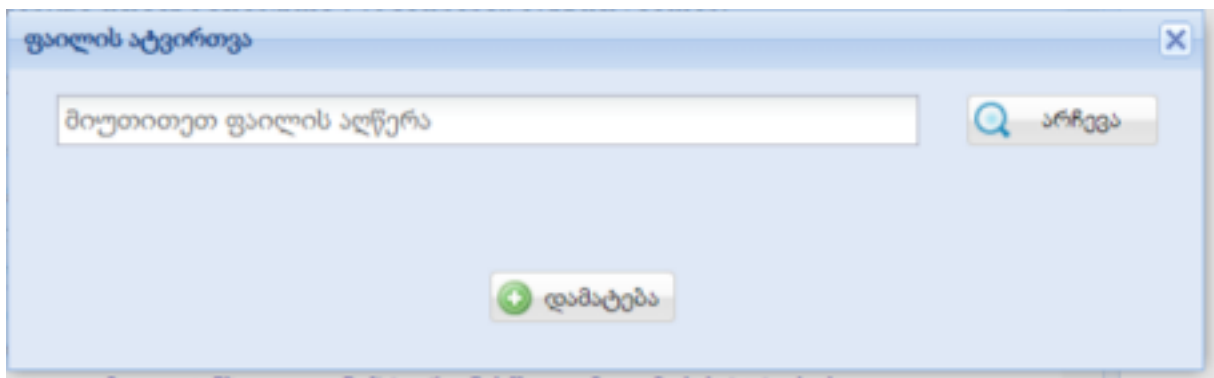 ფაილის ატვირთვა
მიუთითეთ ფაილის აღწერა
არჩევა
დამატება